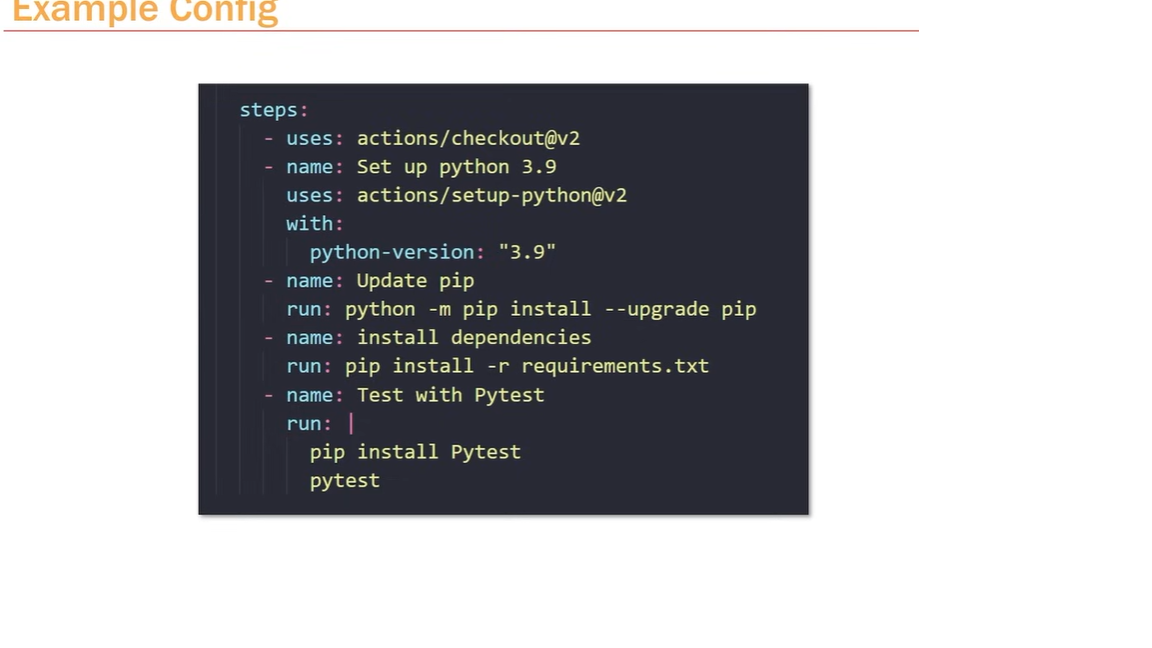 Example Config
steps:
- uses: actions/checkout@v2
- name: Set up python 3.9
uses: actions/setup-python@v2
with:
python-version: "3.9"
- name: Update pip
run: python -m pip install --upgrade pip
- name: install dependencies
run: pip install -r requirements.txt
- name: Test with Pytest
run: |
pip install Pytest
pytest